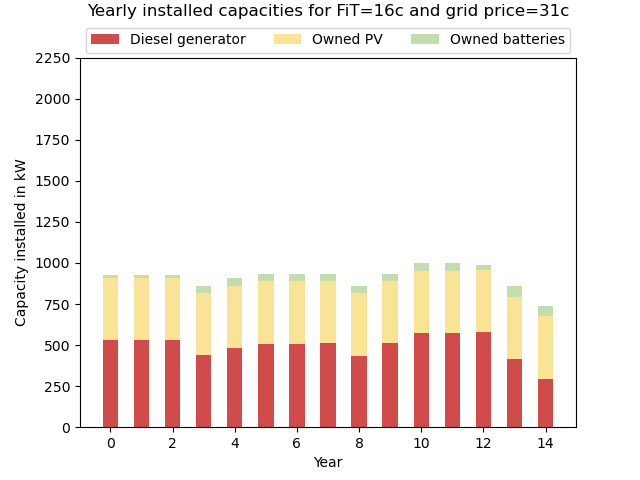 Yearly installed capacities for FiT=16c and grid price=31c
Diesel generator Owned PV Owned batteries
2250
2000
1750
1500
1250
1000
750
500
250
0
Capacity installed in kW
0 2 4 6 8 10 12 14
Year